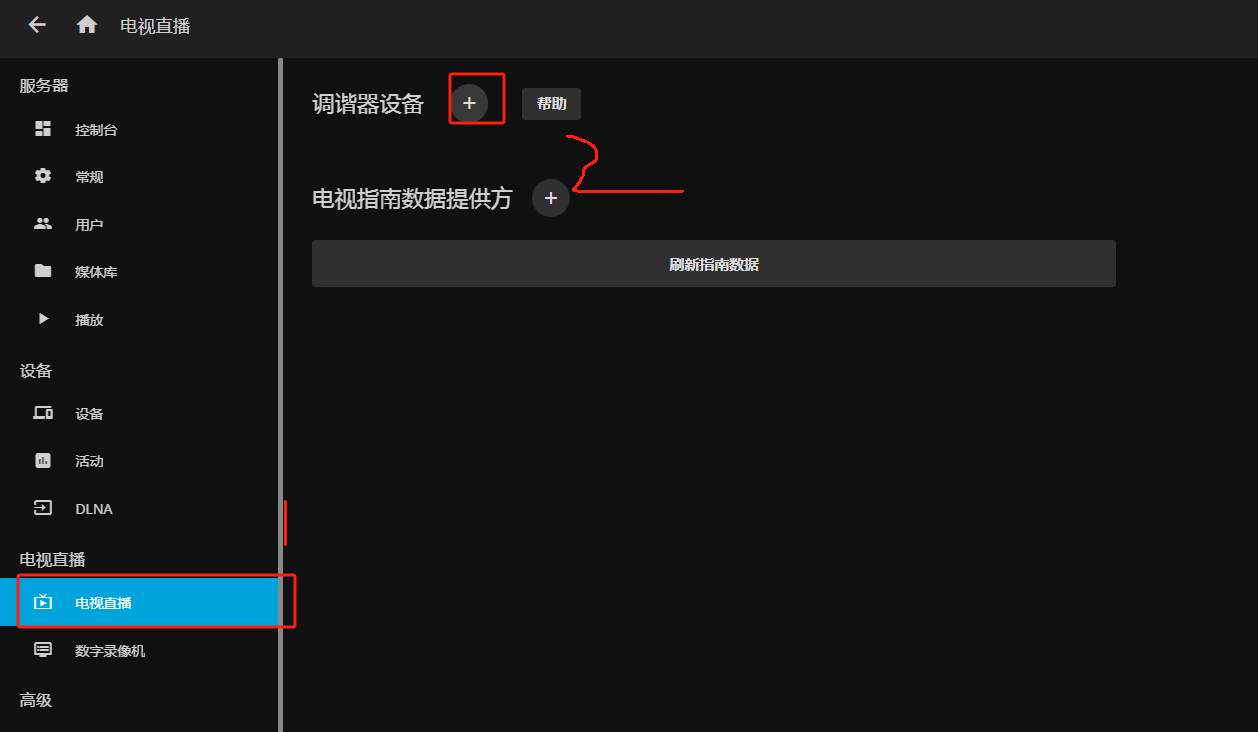 电视直播
服务器
控制台
常规
用户
媒体库
播放
设备
设备
活动
DLNA
电视直播
电视直播
数字录像机
高级
调谐器设备 + 帮助
电视指南数据提供方 +
刷新指南数据